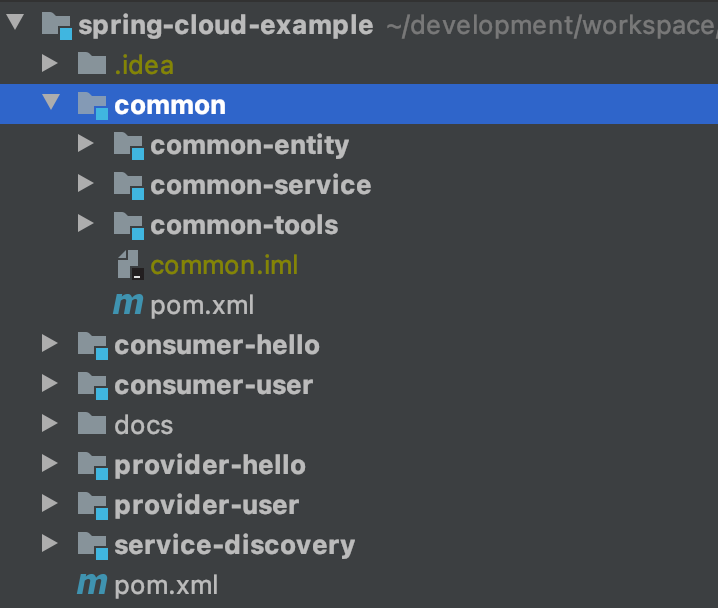 spring-cloud-example ~/development/workspace/
.idea
common
common-entity
common-service
common-tools
common.iml
m pom.xml
consumer-hello
consumer-user
docs
provider-hello
provider-user
service-discovery
m pom.xml